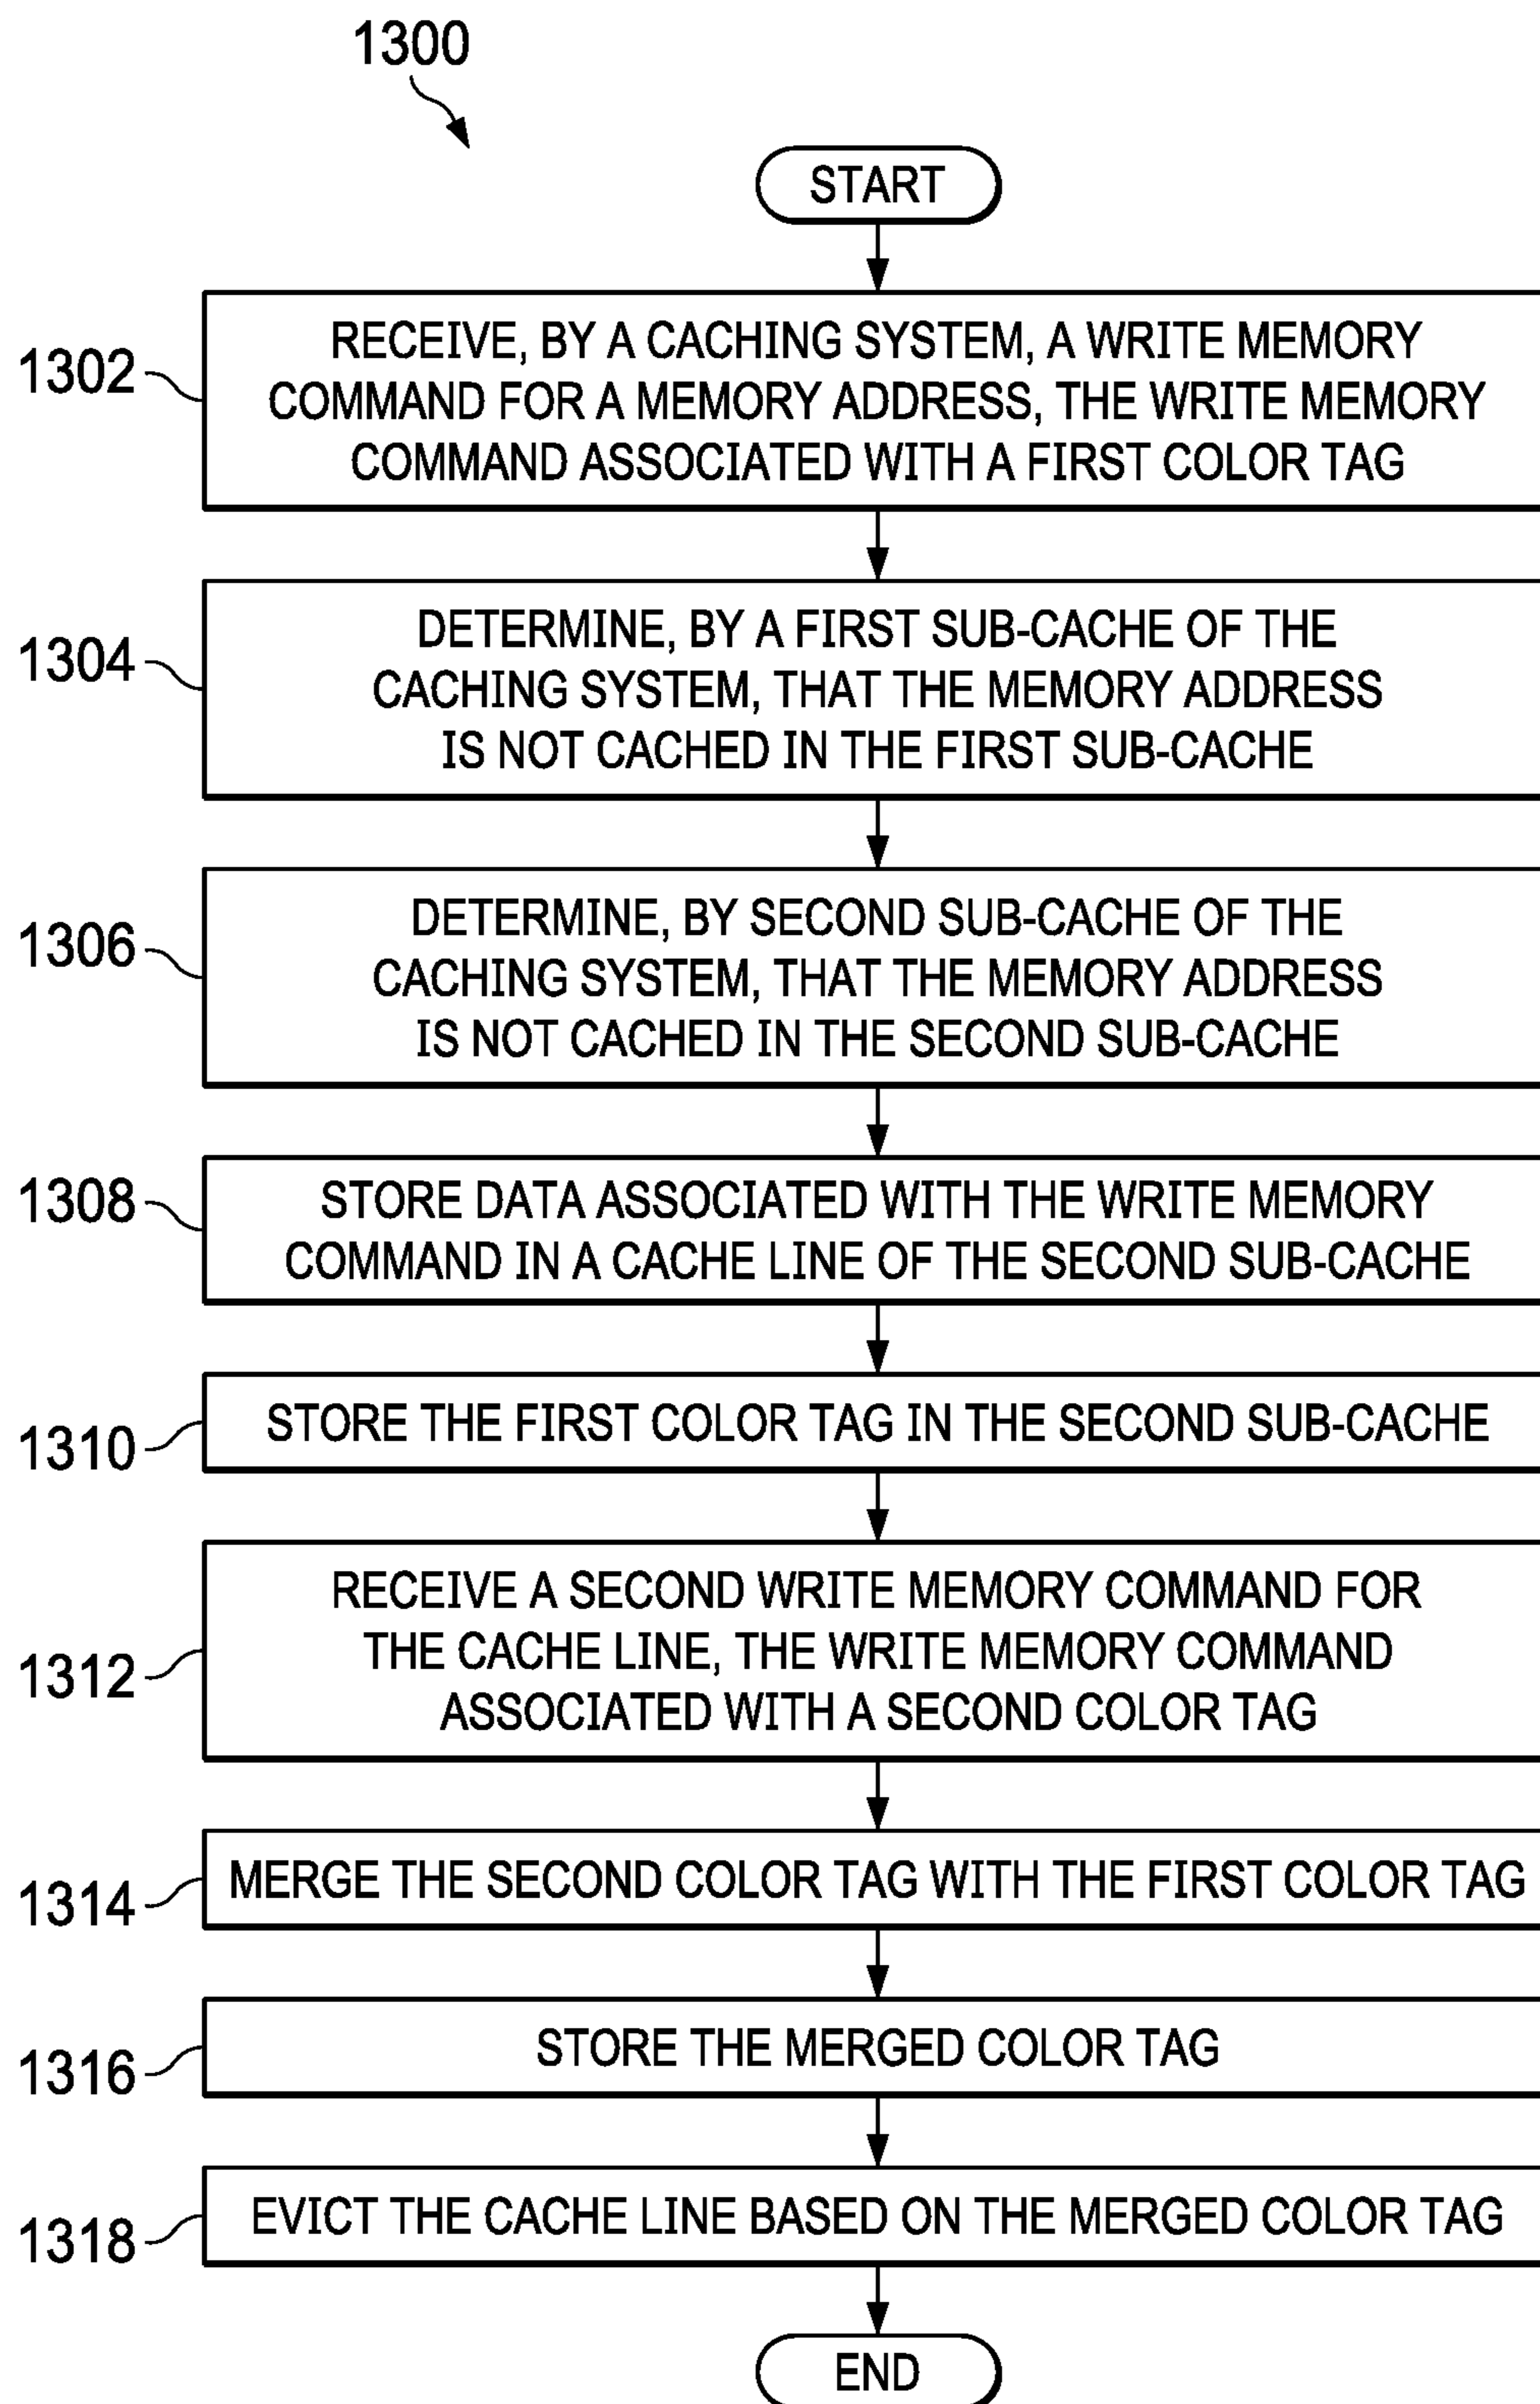 1300
START
1302
RECEIVE, BY A CACHING SYSTEM, A WRITE MEMORY
COMMAND FOR A MEMORY ADDRESS, THE WRITE MEMORY
COMMAND ASSOCIATED WITH A FIRST COLOR TAG
1304
DETERMINE, BY A FIRST SUB-CACHE OF THE
CACHING SYSTEM, THAT THE MEMORY ADDRESS
IS NOT CACHED IN THE FIRST SUB-CACHE
1306
DETERMINE, BY SECOND SUB-CACHE OF THE
CACHING SYSTEM, THAT THE MEMORY ADDRESS
IS NOT CACHED IN THE SECOND SUB-CACHE
1308
STORE DATA ASSOCIATED WITH THE WRITE MEMORY
COMMAND IN A CACHE LINE OF THE SECOND SUB-CACHE
1310
STORE THE FIRST COLOR TAG IN THE SECOND SUB-CACHE
1312
RECEIVE A SECOND WRITE MEMORY COMMAND FOR
THE CACHE LINE, THE WRITE MEMORY COMMAND
ASSOCIATED WITH A SECOND COLOR TAG
1314
MERGE THE SECOND COLOR TAG WITH THE FIRST COLOR TAG
1316
STORE THE MERGED COLOR TAG
1318
EVICT THE CACHE LINE BASED ON THE MERGED COLOR TAG
END